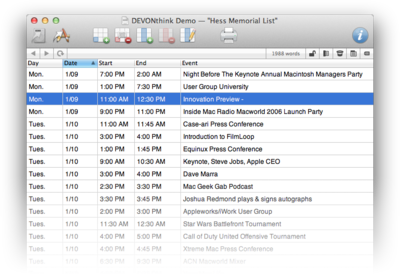 DEVONthink Demo — "Hess Memorial List"
1988 words
Day Date Start End Event
Mon. 1/09 7:00 PM 2:00 AM Night Before The Keynote Annual Macintosh Managers Party
Mon. 1/09 1:00 PM 7:30 PM User Group University
Mon. 1/09 11:00 AM 12:30 PM Innovation Preview -
Mon. 1/09 9:00 PM 11:00 PM Inside Mac Radio Macworld 2006 Launch Party
Tues. 1/10 11:00 AM 11:45 AM Case-ari Press Conference
Tues. 1/10 3:00 PM 4:00 PM Introduction to FilmLoop
Tues. 1/10 1:00 PM 1:45 PM Equinux Press Conference
Tues. 1/10 9:00 AM 10:30 AM Keynote, Steve Jobs, Apple CEO
Tues. 1/10 3:00 PM 4:00 PM Dave Marra
Tues. 1/10 2:30 PM 3:30 PM Mac Geek Gab Podcast
Tues. 1/10 3:30 PM 3:45 PM Joshua Redmond plays & signs autographs
Tues. 1/10 2:00 PM 3:00 PM Appleworks/iWork User Group
Tues. 1/10 11:30 AM 12:30 AM Star Wars Battlefront Tournament
Tues. 1/10 4:00 PM 5:00 PM Call of Duty United Offensive Tournament
Tues. 1/10 4:00 PM 4:45 PM Xtreme Mac Press Conference
Tues. 1/10 8:30 PM